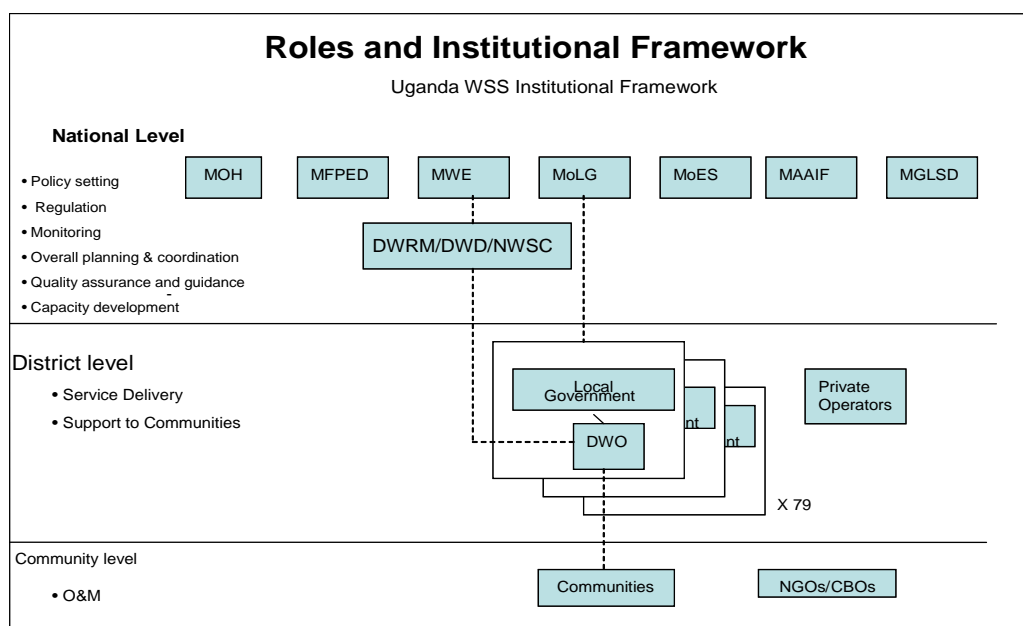 Roles and Institutional Framework
Uganda WSS Institutional Framework
National Level
MOH
MFPED
MWE
MoLG
MoES
MAAIF
MGLSD
• Policy setting
• Regulation
• Monitoring
• Overall planning & coordination
• Quality assurance and guidance
-
• Capacity development
DWRM/DWD/NWSC
District level
• Service Delivery
• Support to Communities
Local
Government
nt
nt
DWO
Private
Operators
X 79
Community level
• O&M
Communities
NGOs/CBOs